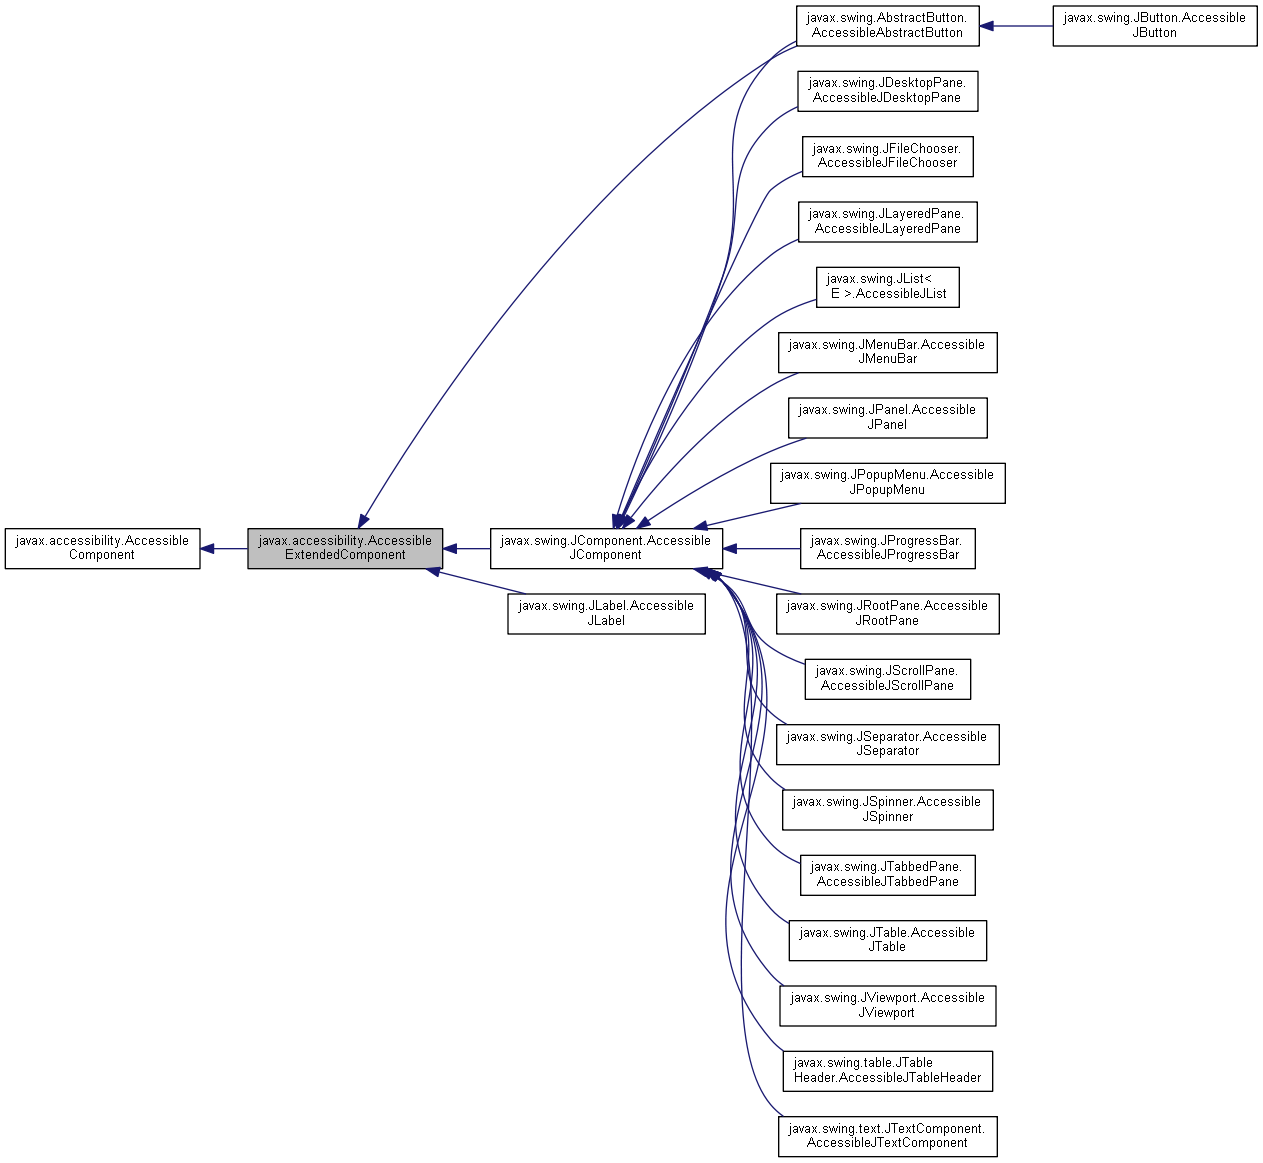 javax.swing.AbstractButton.
AccessibleAbstractButton
javax.swing.JButton.Accessible
JButton
javax.swing.JDesktopPane.
AccessibleJDesktopPane
javax.swing.JFileChooser.
AccessibleJFileChooser
javax.swing.JLayeredPane.
AccessibleJLayeredPane
javax.swing.JList<
E >.AccessibleJList
javax.swing.JMenuBar.Accessible
JMenuBar
javax.swing.JPanel.Accessible
JPanel
javax.swing.JPopupMenu.Accessible
JPopupMenu
javax.accessibility.Accessible
Component
javax.accessibility.Accessible
ExtendedComponent
javax.swing.JComponent.Accessible
JComponent
javax.swing.JProgressBar.
AccessibleJProgressBar
javax.swing.JLabel.Accessible
JLabel
javax.swing.JRootPane.Accessible
JRootPane
javax.swing.JScrollPane.
AccessibleJScrollPane
javax.swing.JSeparator.Accessible
JSeparator
javax.swing.JSpinner.Accessible
JSpinner
javax.swing.JTabbedPane.
AccessibleJTabbedPane
javax.swing.JTable.Accessible
JTable
javax.swing.JViewport.Accessible
JViewport
javax.swing.table.JTable
Header.AccessibleJTableHeader
javax.swing.text.JTextComponent.
AccessibleJTextComponent